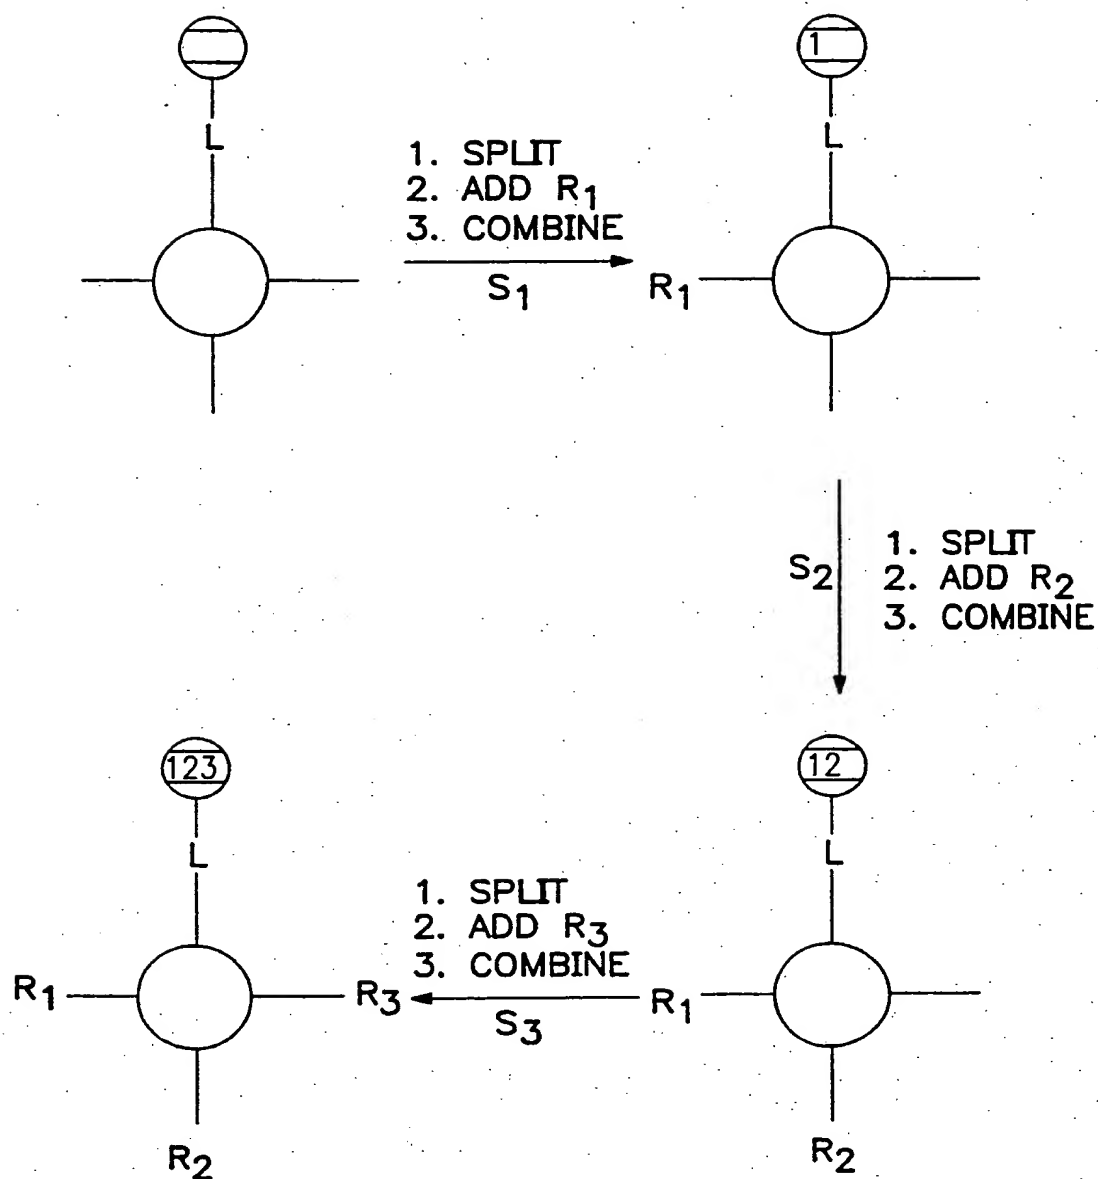 1
L
L
1. SPLIT
2. ADD R1
3. COMBINE
S1
R1
S2
1. SPLIT
2. ADD R2
3. COMBINE
123
12
L
L
1. SPLIT
2. ADD R3
3. COMBINE
R1
R3
S3
R1
R2
R2